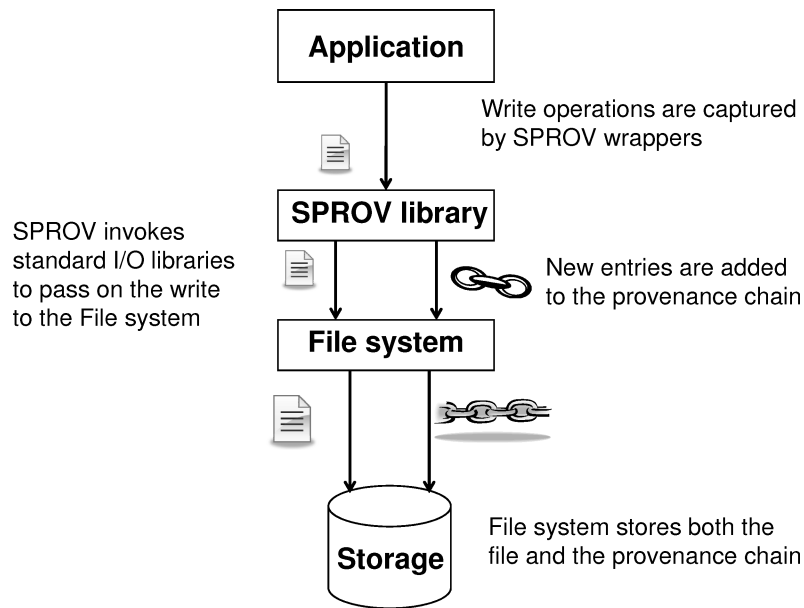 Application
Write operations are captured
by SPROV wrappers
SPROV library
SPROV invokes
standard I/O libraries
to pass on the write
to the File system
New entries are added
to the provenance chain
File system
File system stores both the
file and the provenance chain
Storage